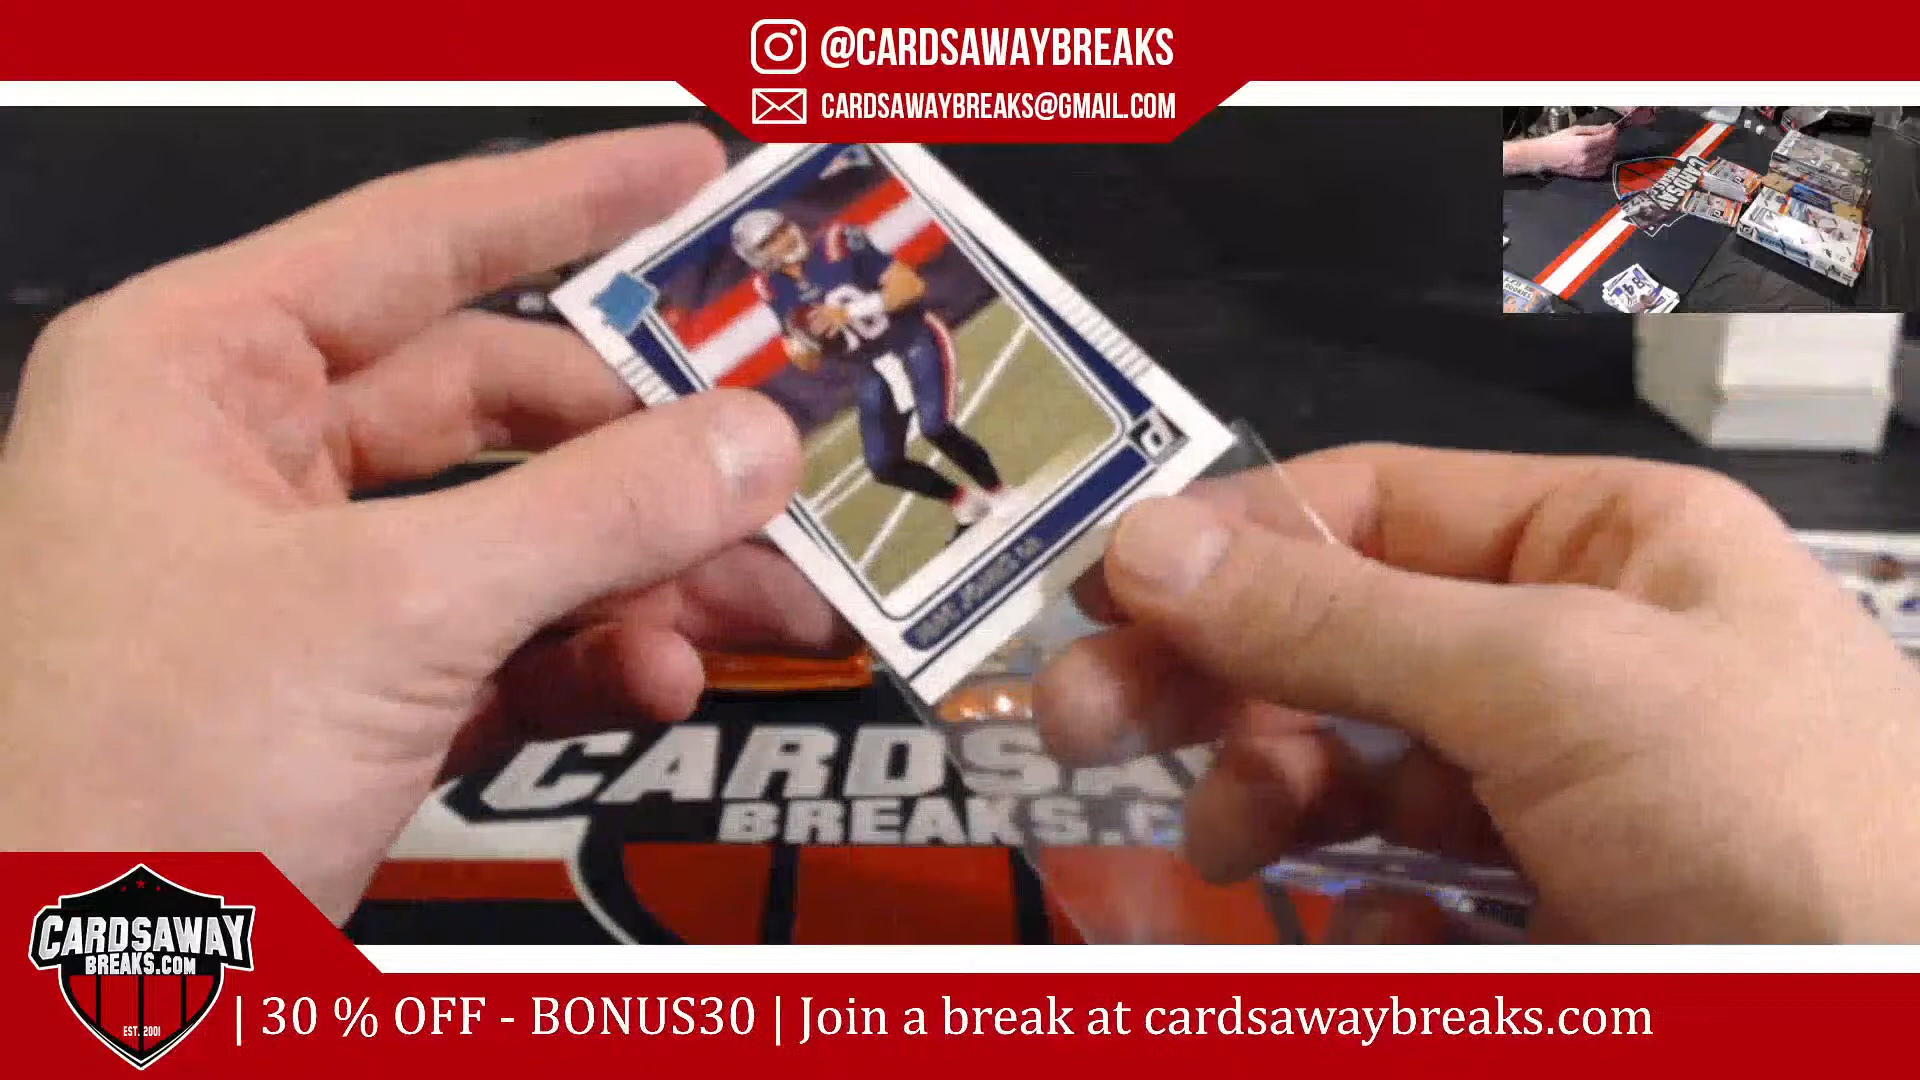 @CARDSAWAYBREAKS
CARDSAWAYBREAKS@GMAIL.COM
CARDSAWAY
BREAKS.COM
EST. 2001
| 30 % OFF - BONUS30 | Join a break at cardsawaybreaks.com